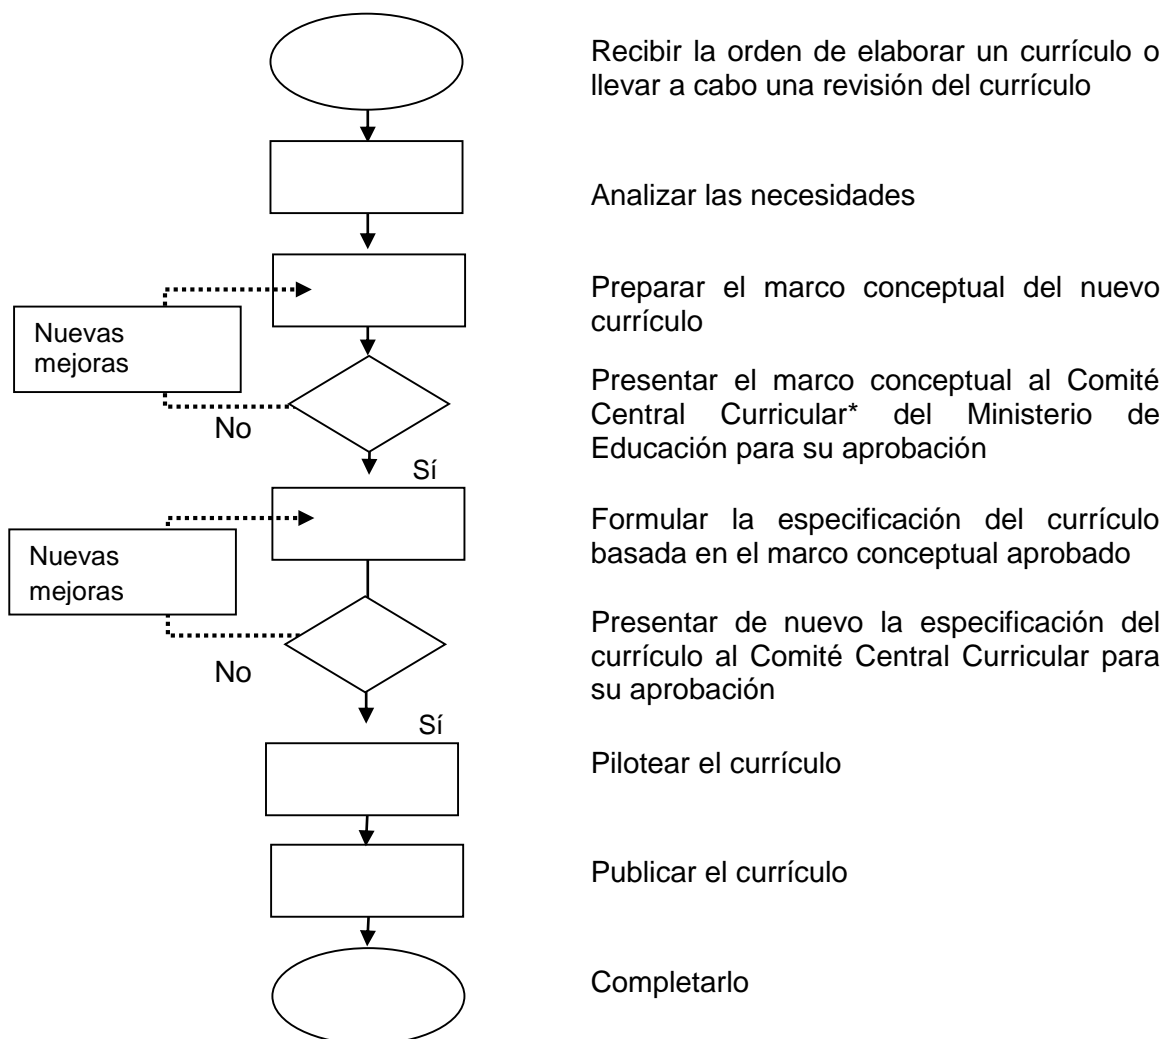 Recibir la orden de elaborar un currículo o
llevar a cabo una revisión del currículo
Analizar las necesidades
Preparar el marco conceptual del nuevo
currículo
Nuevas
mejoras
Presentar el marco conceptual al Comité
Central Curricular* del Ministerio de
Educación para su aprobación
No
Sí
Formular la especificación del currículo
basada en el marco conceptual aprobado
Nuevas
mejoras
Presentar de nuevo la especificación del
currículo al Comité Central Curricular para
su aprobación
No
Sí
Pilotear el currículo
Publicar el currículo
Completarlo